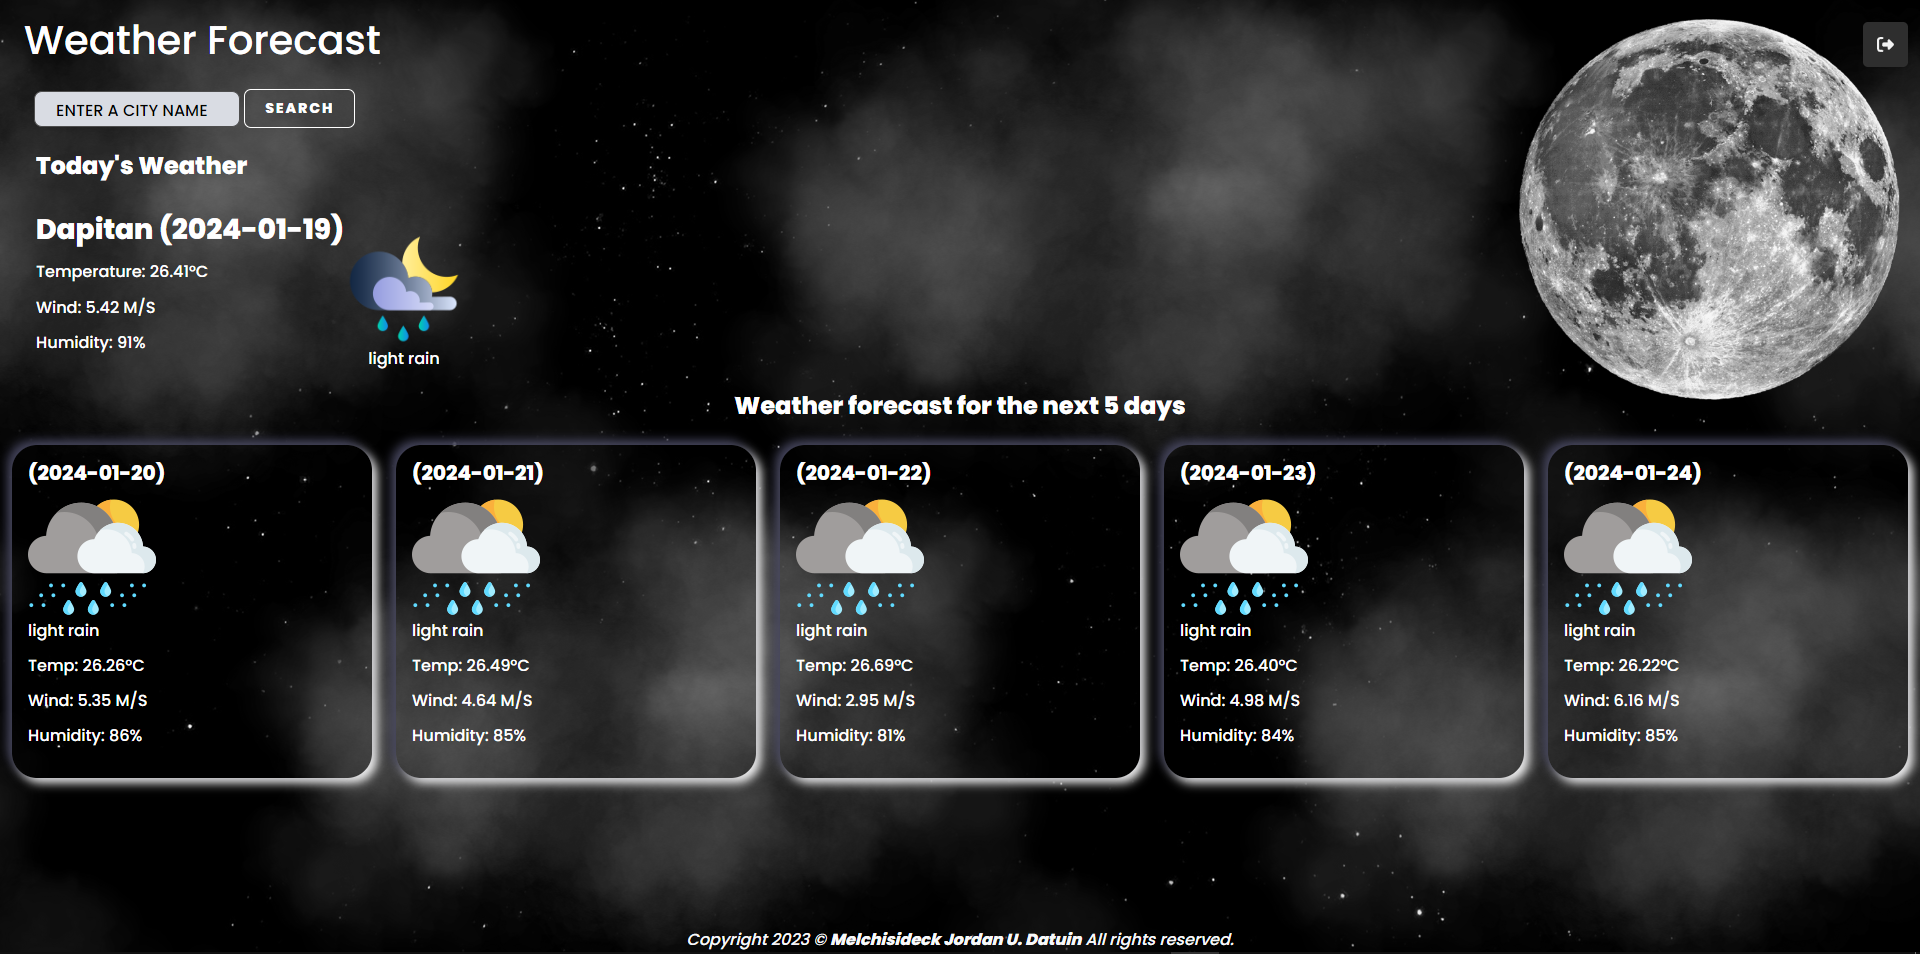 Weather Forecast
ENTER A CITY NAME
SEARCH
Today's Weather
Dapitan (2024-01-19)
Temperature: 26.41°C
Wind: 5.42 M/S
Humidity: 91%
light rain
Weather forecast for the next 5 days
(2024-01-20)
light rain
Temp: 26.26°C
Wind: 5.35 M/S
Humidity: 86%
(2024-01-21)
light rain
Temp: 26.49°C
Wind: 4.64 M/S
Humidity: 85%
(2024-01-22)
light rain
Temp: 26.69°C
Wind: 2.95 M/S
Humidity: 81%
(2024-01-23)
light rain
Temp: 26.40°C
Wind: 4.98 M/S
Humidity: 84%
(2024-01-24)
light rain
Temp: 26.22°C
Wind: 6.16 M/S
Humidity: 85%
Copyright 2023 © Melchisideck Jordan U. Datuin All rights reserved.